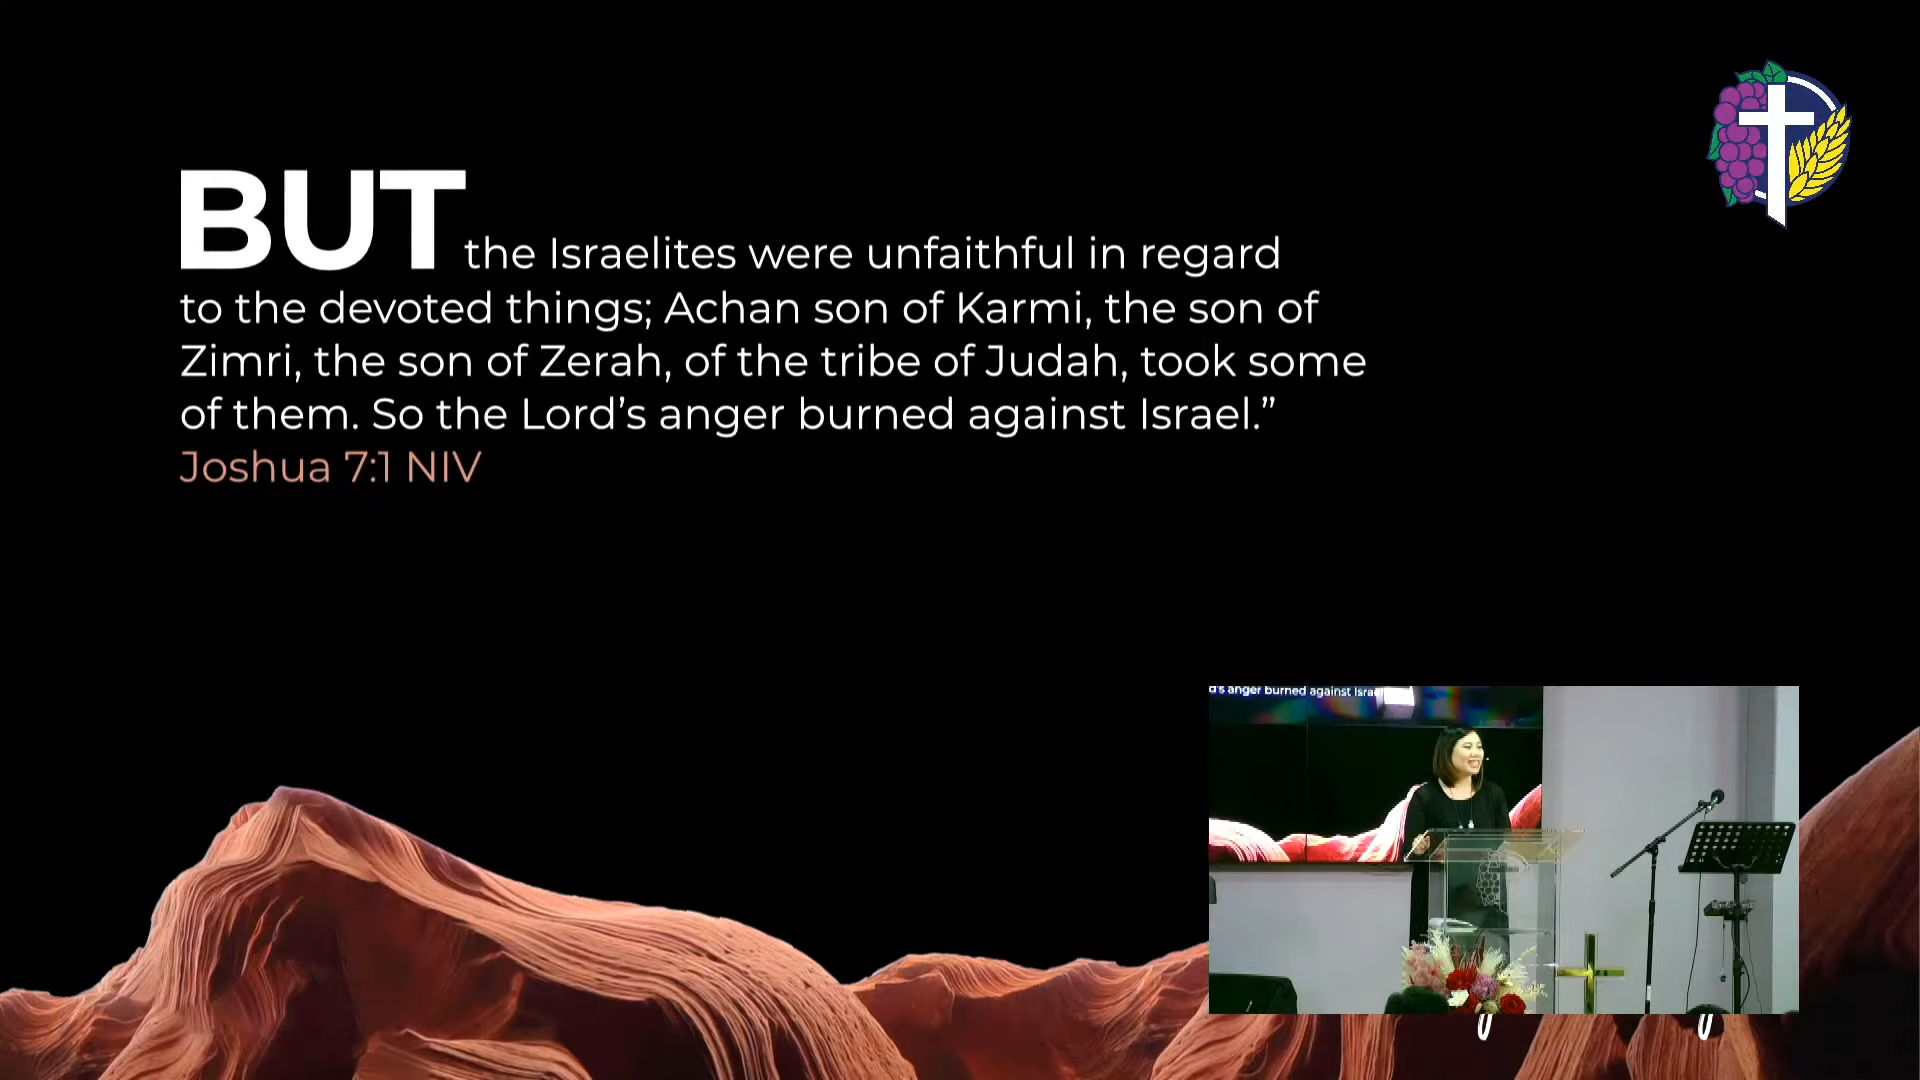 BUT the Israelites were unfaithful in regard
to the devoted things; Achan son of Karmi, the son of
Zimri, the son of Zerah, of the tribe of Judah, took some
of them. So the Lord’s anger burned against Israel.”
Joshua 7:1 NIV
d's anger burned against Israe